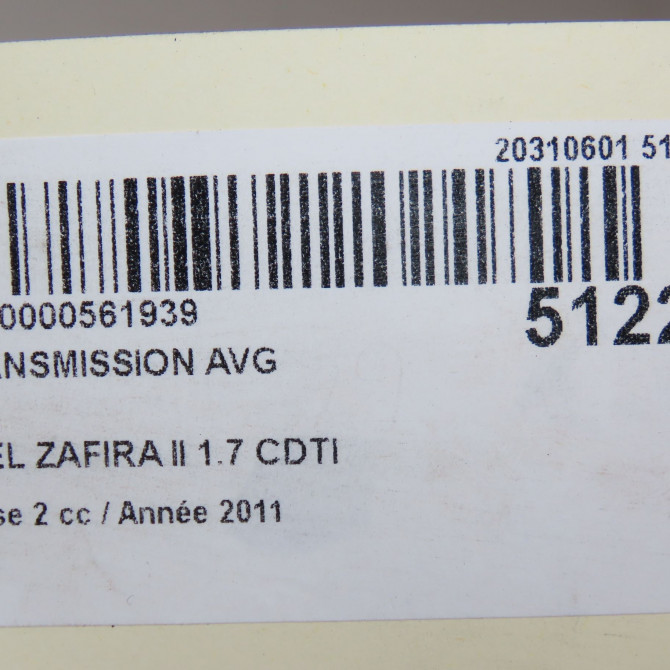 20310601 51
0000561939
5122
ANSMISSION AVG
EL ZAFIRA II 1.7 CDTI
se 2 cc / Année 2011